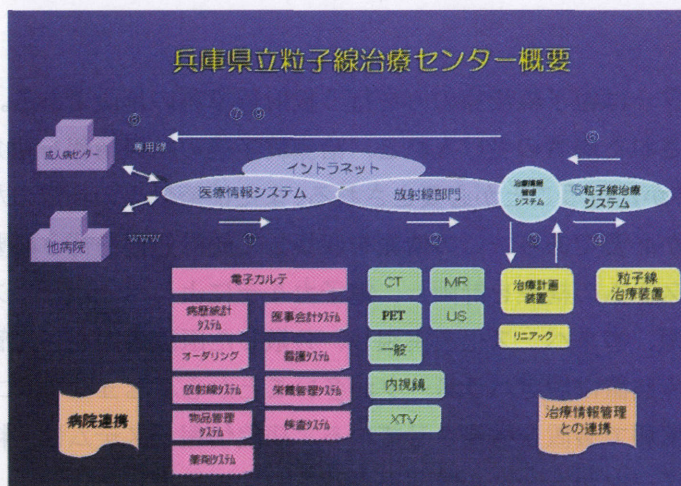 兵庫県立粒子線治療センター概要
⑧
⑦ ⑨
⑥
成人病センター
専用線
イントラネット
医療情報システム
放射線部門
治療情報
管理
システム
⑤粒子線治療
システム
他病院
WWW
①
②
③
④
電子カルテ
CT
MR
治療計画
装置
粒子線
治療装置
病歴統計
システム
医事会計システム
PET
US
オーダリング
看護システム
一般
リニアック
放射線システム
栄養管理システム
内視鏡
物品管理
システム
検査システム
XTV
薬剤システム
病院連携
治療情報管理
との連携